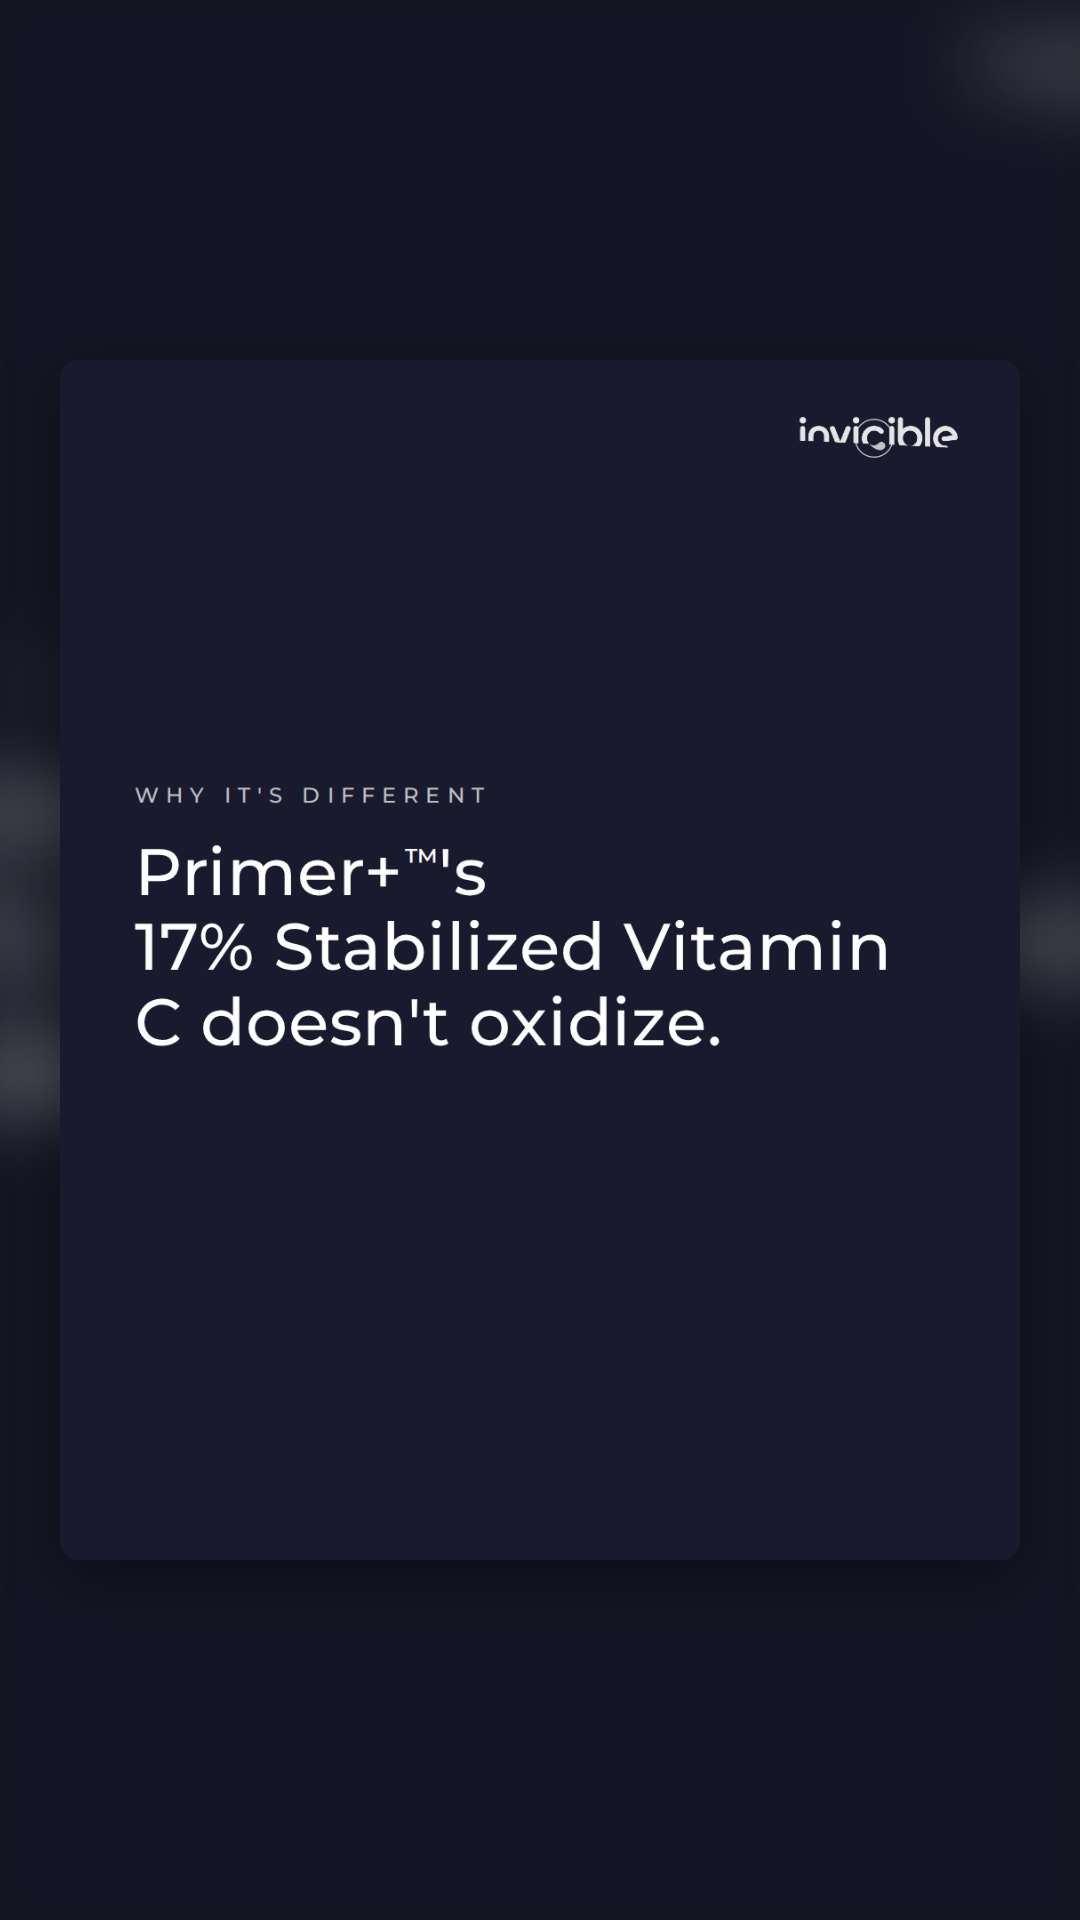 invicible
WHY IT'S DIFFERENT
Primer+™'s
17% Stabilized Vitamin
C doesn't oxidize.